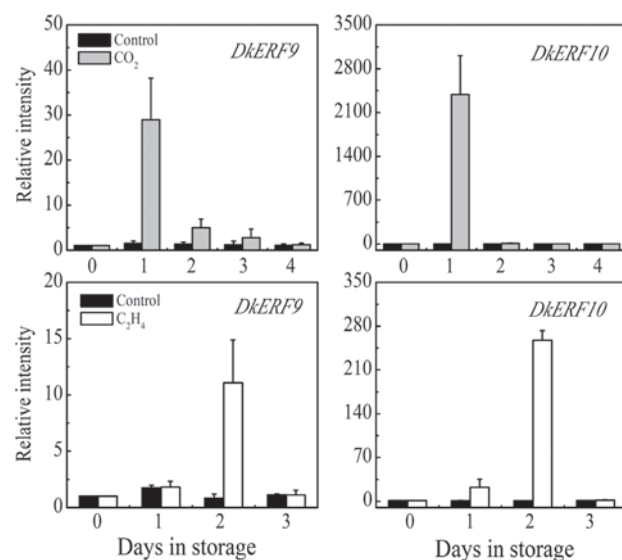 50
40
30
20
10
0
Relative intensity
Control
CO₂
DkERF9
0 1 2 3 4
3500
2800
2100
1400
700
0
DkERF10
0 1 2 3 4
20
15
10
5
0
Relative intensity
Control
C₂H₄
DkERF9
0 1 2 3
Days in storage
350
280
210
140
70
0
DkERF10
0 1 2 3
Days in storage